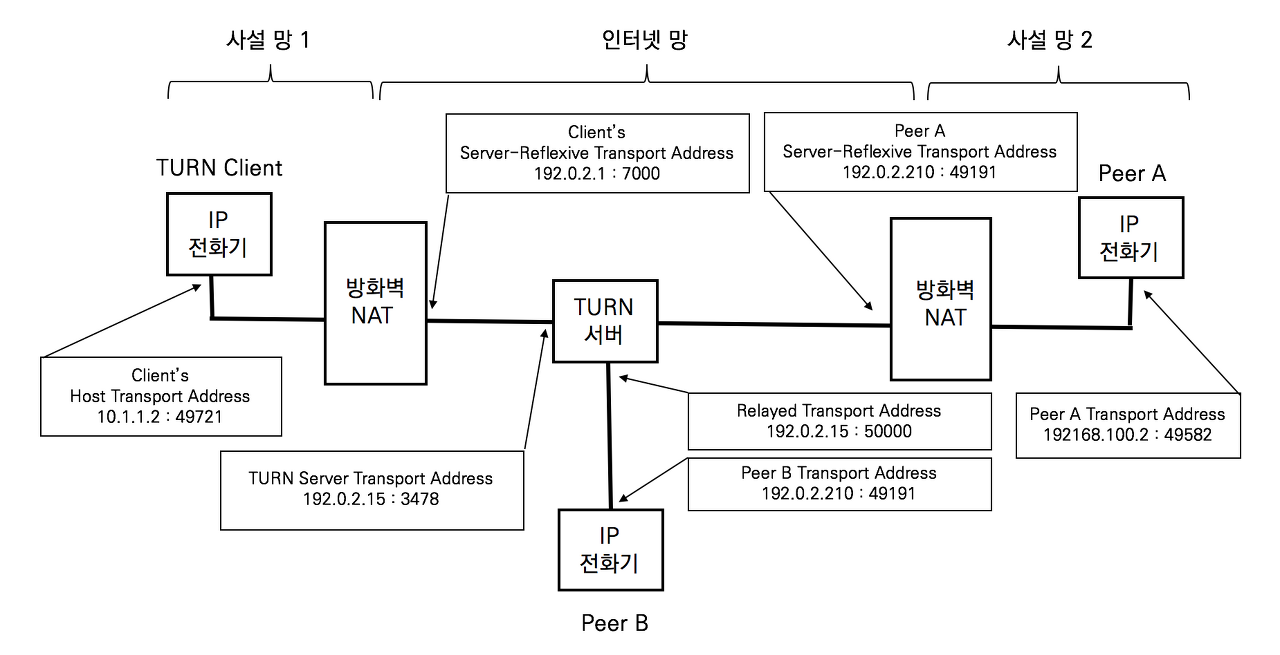 사설 망 1
인터넷 망
사설 망 2
Client's
Server-Reflexive Transport Address
192.0.2.1 : 7000
Peer A
Server-Reflexive Transport Address
192.0.2.210 : 49191
TURN Client
Peer A
IP
전화기
방화벽
NAT
TURN
서버
방화벽
NAT
IP
전화기
Client's
Host Transport Address
10.1.1.2 : 49721
TURN Server Transport Address
192.0.2.15 : 3478
Relayed Transport Address
192.0.2.15 : 50000
Peer B Transport Address
192.0.2.210 : 49191
Peer A Transport Address
192168.100.2 : 49582
IP
전화기
Peer B